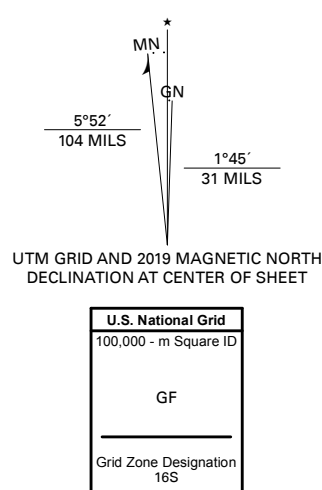 MN
GN
5°52´
104 MILS
1°45´
31 MILS
UTM GRID AND 2019 MAGNETIC NORTH
DECLINATION AT CENTER OF SHEET
U.S. National Grid
100,000 - m Square ID
GF
Grid Zone Designation
16S